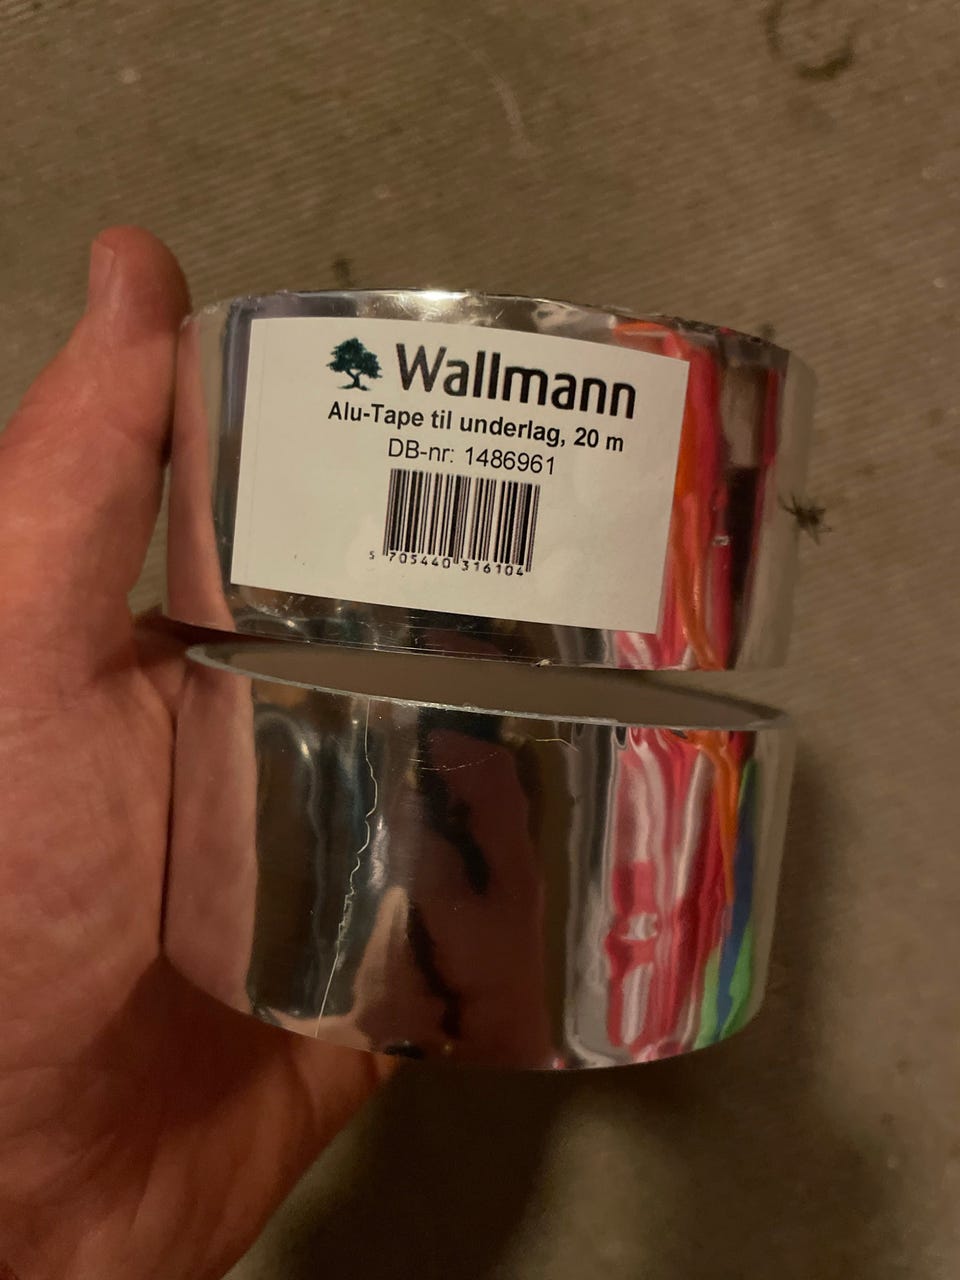 Wallmann
Alu-Tape til underlag, 20 m
DB-nr: 1486961
5 705440 316104